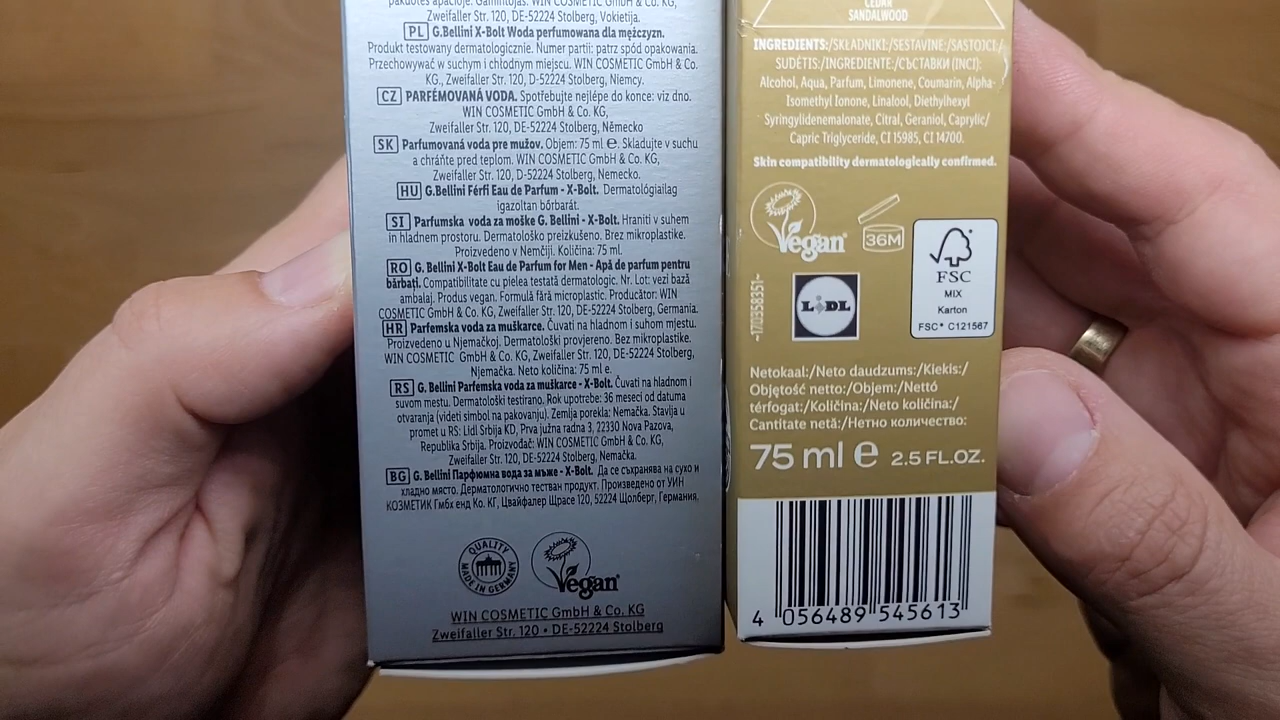 pakuotės apačioje. Gamintojas: WIN COSMETIC GmbH & Co. KG,
Zweifaller Str. 120, DE-52224 Stolberg, Vokietija.
PL G.Bellini X-Bolt Woda perfumowana dla mężczyzn.
Produkt testowany dermatologicznie. Numer partii: patrz spód opakowania.
Przechowywać w suchym i chłodnym miejscu. WIN COSMETIC GmbH & Co.
KG., Zweifaller Str. 120, D-52224 Stolberg, Niemcy.
CZ PARFÉMOVANÁ VODA. Spotřebujte nejlépe do konce: viz dno.
WIN COSMETIC GmbH & Co. KG,
Zweifaller Str. 120, DE-52224 Stolberg, Německo
SK Parfumovaná voda pre mužov. Objem: 75 ml e. Skladujte v suchu
a chráňte pred teplom. WIN COSMETIC GmbH & Co. KG,
Zweifaller Str. 120, D-52224 Stolberg, Nemecko.
HU G.Bellini Férfi Eau de Parfum - X-Bolt. Dermatológiailag
igazoltan bőrbarát.
SI Parfumska voda za moške G. Bellini - X-Bolt. Hraniti v suhem
in hladnem prostoru. Dermatološko preizkušeno. Brez mikroplastike.
Proizvedeno v Nemčiji. Količina: 75 ml.
RO G. Bellini X-Bolt Eau de Parfum for Men - Apă de parfum pentru
bărbați. Compatibilitate cu pielea testată dermatologic. Nr. Lot: vezi bază
ambalaj. Produs vegan. Formulă fără microplastic. Producător: WIN
COSMETIC GmbH & Co. KG, Zweifaller Str. 120, DE-52224 Stolberg, Germania.
HR Parfemska voda za muškarce. Čuvati na hladnom i suhom mjestu.
Proizvedeno u Njemačkoj. Dermatološki provjereno. Bez mikroplastike.
WIN COSMETIC GmbH & Co. KG, Zweifaller Str. 120, DE-52224 Stolberg,
Njemačka. Neto količina: 75 ml e.
RS G. Bellini Parfemska voda za muškarce - X-Bolt. Čuvati na hladnom i
suvom mestu. Dermatološki testirano. Rok upotrebe: 36 meseci od datuma
otvaranja (videti simbol na pakovanju). Zemlja porekla: Nemačka. Stavlja u
promet u RS: Lidl Srbija KD, Prva južna radna 3, 22330 Nova Pazova,
Republika Srbija. Proizvođač: WIN COSMETIC GmbH & Co. KG,
Zweifaller Str. 120, DE-52224 Stolberg, Nemačka.
BG G. Bellini Парфюмна вода за мъже - X-Bolt. Да се съхранява на сухо и
хладно място. Дерматологично тестван продукт. Произведено от УИН
КОЗМЕТИК Гмбх енд Ко. КГ, Цвайфалер Щрасе 120, 52224 Щолберг, Германия.
QUALITY
MADE IN GERMANY
Vegan
WIN COSMETIC GmbH & Co. KG
Zweifaller Str. 120 • DE-52224 Stolberg
CEDAR
SANDALWOOD
INGREDIENTS:/SKŁADNIKI:/SESTAVINE:/SASTOJCI:/
SUDĖTIS:/INGREDIENTE:/СЪСТАВКИ (INCI):
Alcohol, Aqua, Parfum, Limonene, Coumarin, Alpha-
Isomethyl Ionone, Linalool, Diethylhexyl
Syringylidenemalonate, Citral, Geraniol, Caprylic/
Capric Triglyceride, CI 15985, CI 14700.
Skin compatibility dermatologically confirmed.
Vegan
36M
FSC
MIX
Karton
FSC® C121567
LIDL
~170358351~
Netokaal:/Neto daudzums:/Kiekis:/
Objętość netto:/Objem:/Nettó
térfogat:/Količina:/Neto količina:/
Cantitate netă:/Нетно количество:
75 ml e 2.5 FL.OZ.
4 056489 545613